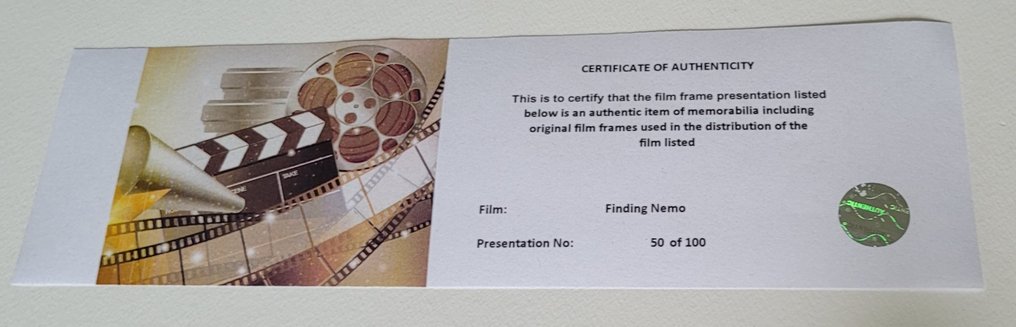 CERTIFICATE OF AUTHENTICITY
This is to certify that the film frame presentation listed
below is an authentic item of memorabilia including
original film frames used in the distribution of the
film listed
Film: Finding Nemo
Presentation No: 50 of 100
AUTHENTIC
TAKE